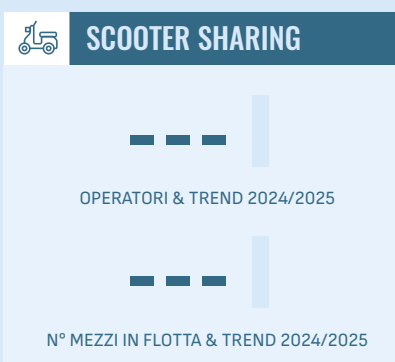 SCOOTER SHARING
---
OPERATORI & TREND 2024/2025
---
N° MEZZI IN FLOTTA & TREND 2024/2025